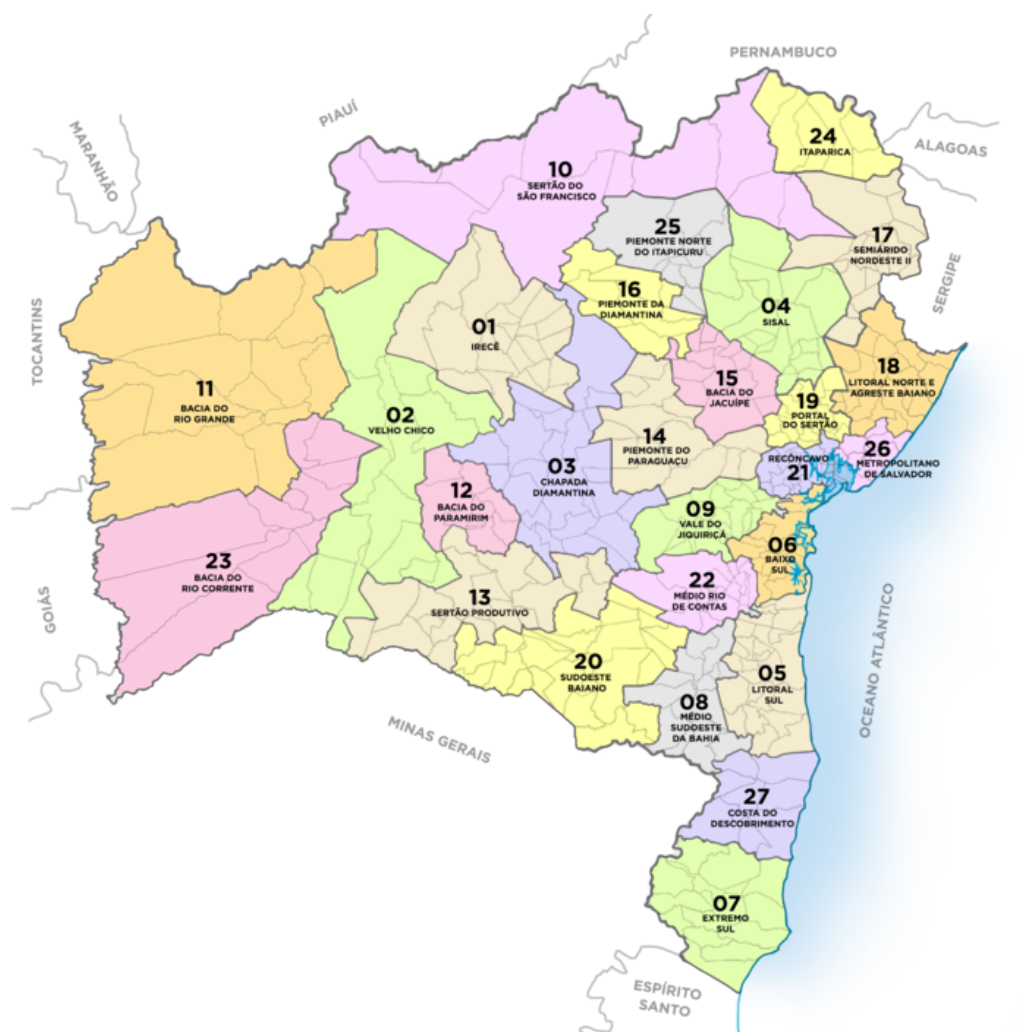 PERNAMBUCO
PIAUÍ
MARANHÃO
24
ITAPARICA
ALAGOAS
10
SERTÃO DO
SÃO FRANCISCO
25
PIEMONTE NORTE
DO ITAPICURU
17
SEMIÁRIDO
NORDESTE II
SERGIPE
16
PIEMONTE DA
DIAMANTINA
04
SISAL
01
IRECÊ
TOCANTINS
11
BACIA DO
RIO GRANDE
02
VELHO CHICO
15
BACIA DO
JACUÍPE
18
LITORAL NORTE E
AGRESTE BAIANO
19
PORTAL
DO SERTÃO
14
PIEMONTE DO
PARAGUAÇU
26
METROPOLITANO
DE SALVADOR
RECÔNCAVO
21
03
CHAPADA
DIAMANTINA
12
BACIA DO
PARAMIRIM
09
VALE DO
JIQUIRIÇÁ
06
BAIXO
SUL
23
BACIA DO
RIO CORRENTE
22
MÉDIO RIO
DE CONTAS
13
SERTÃO PRODUTIVO
GOIÁS
20
SUDOESTE
BAIANO
05
LITORAL
SUL
OCEANO ATLÂNTICO
08
MÉDIO
SUDOESTE
DA BAHIA
MINAS GERAIS
27
COSTA DO
DESCOBRIMENTO
07
EXTREMO
SUL
ESPÍRITO
SANTO